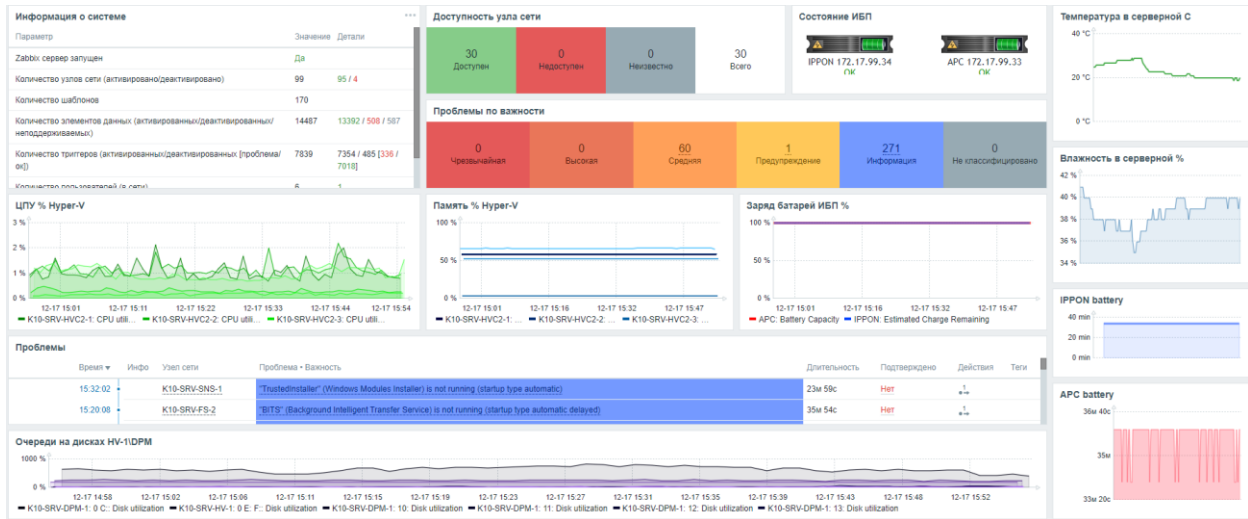 Информация о системе
Параметр Значение Детали
Zabbix сервер запущен Да
Количество узлов сети (активировано/деактивировано) 99 95 / 4
Количество шаблонов 170
Количество элементов данных (активированных/деактивированных/ 14487 13392 / 508 / 587
неподдерживаемых)
Количество триггеров (активированных/деактивированных [проблема/ 7839 7354 / 485 [336 /
ок]) 7018]
Количество пользователей (в сети) 6 1
Доступность узла сети
30 0 0 30
Доступен Недоступен Неизвестно Всего
Состояние ИБП
IPPON 172.17.99.34 APC 172.17.99.33
OK OK
Проблемы по важности
0 0 60 1 271 0
Чрезвычайная Высокая Средняя Предупреждение Информация Не классифицировано
Температура в серверной C
40 °C
20 °C
0 °C
Влажность в серверной %
42 %
40 %
38 %
36 %
34 %
ЦПУ % Hyper-V
3 %
2 %
1 %
0 %
12-17 15:01 12-17 15:11 12-17 15:22 12-17 15:33 12-17 15:44 12-17 15:54
K10-SRV-HVC2-1: CPU utili... K10-SRV-HVC2-2: CPU utili... K10-SRV-HVC2-3: CPU util...
Память % Hyper-V
100 %
50 %
0 %
12-17 15:01 12-17 15:16 12-17 15:32 12-17 15:47
K10-SRV-HVC2-1: ... K10-SRV-HVC2-2: ... K10-SRV-HVC2-3: ...
Заряд батарей ИБП %
100 %
50 %
0 %
12-17 15:01 12-17 15:16 12-17 15:32 12-17 15:47
APC: Battery Capacity IPPON: Estimated Charge Remaining
IPPON battery
40 min
20 min
0 min
Проблемы
Время Инфо Узел сети Проблема • Важность Длительность Подтверждено Действия Теги
15:32:02 K10-SRV-SNS-1 "TrustedInstaller" (Windows Modules Installer) is not running (startup type automatic) 23м 59с Нет 1
15:20:08 K10-SRV-FS-2 "BITS" (Background Intelligent Transfer Service) is not running (startup type automatic delayed) 35м 54с Нет 1
APC battery
36м 40с
35м
33м 20с
Очереди на дисках HV-1\DPM
1000 %
0 %
12-17 14:58 12-17 15:02 12-17 15:06 12-17 15:11 12-17 15:15 12-17 15:19 12-17 15:23 12-17 15:27 12-17 15:31 12-17 15:35 12-17 15:39 12-17 15:43 12-17 15:48 12-17 15:52
K10-SRV-DPM-1: 0 C:: Disk utilization K10-SRV-HV-1: 0 E: F:: Disk utilization K10-SRV-DPM-1: 10: Disk utilization K10-SRV-DPM-1: 11: Disk utilization K10-SRV-DPM-1: 12: Disk utilization K10-SRV-DPM-1: 13: Disk utilization